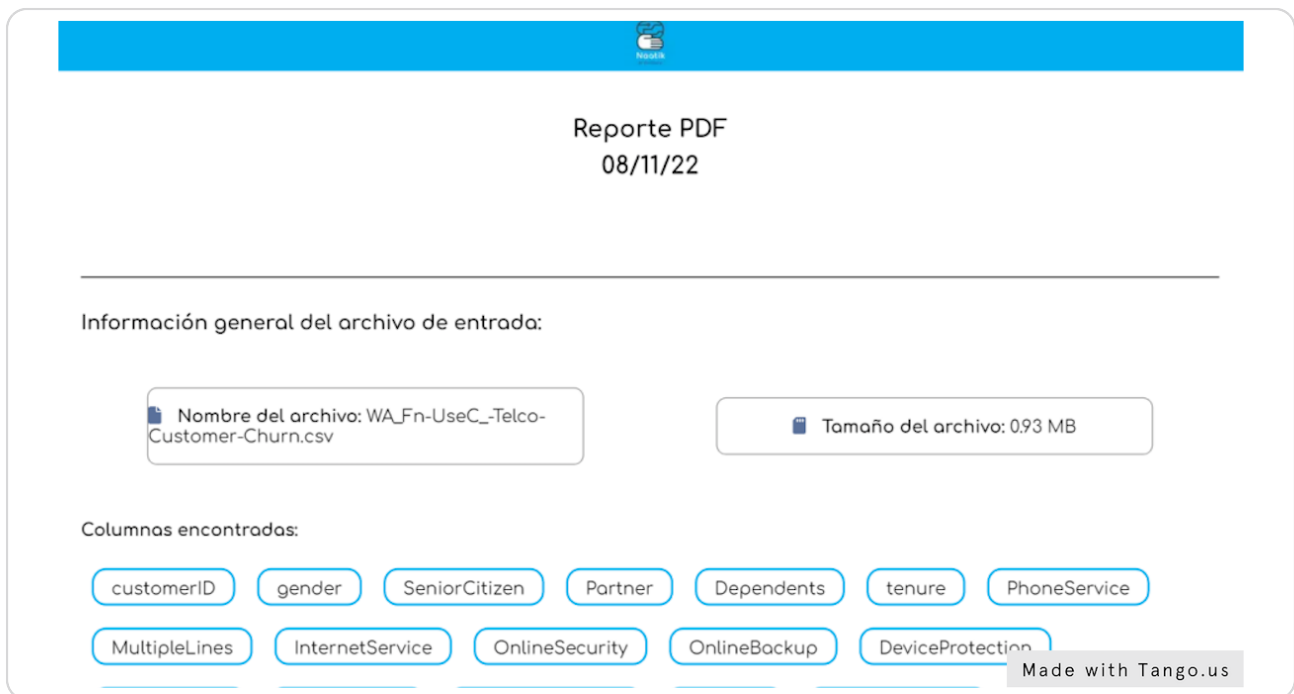 Naatik
Reporte PDF
08/11/22
Información general del archivo de entrada:
Nombre del archivo: WA_Fn-UseC_-Telco-
Customer-Churn.csv
Tamaño del archivo: 0.93 MB
Columnas encontradas:
customerID gender SeniorCitizen Partner Dependents tenure PhoneService
MultipleLines InternetService OnlineSecurity OnlineBackup DeviceProtection
Made with Tango.us